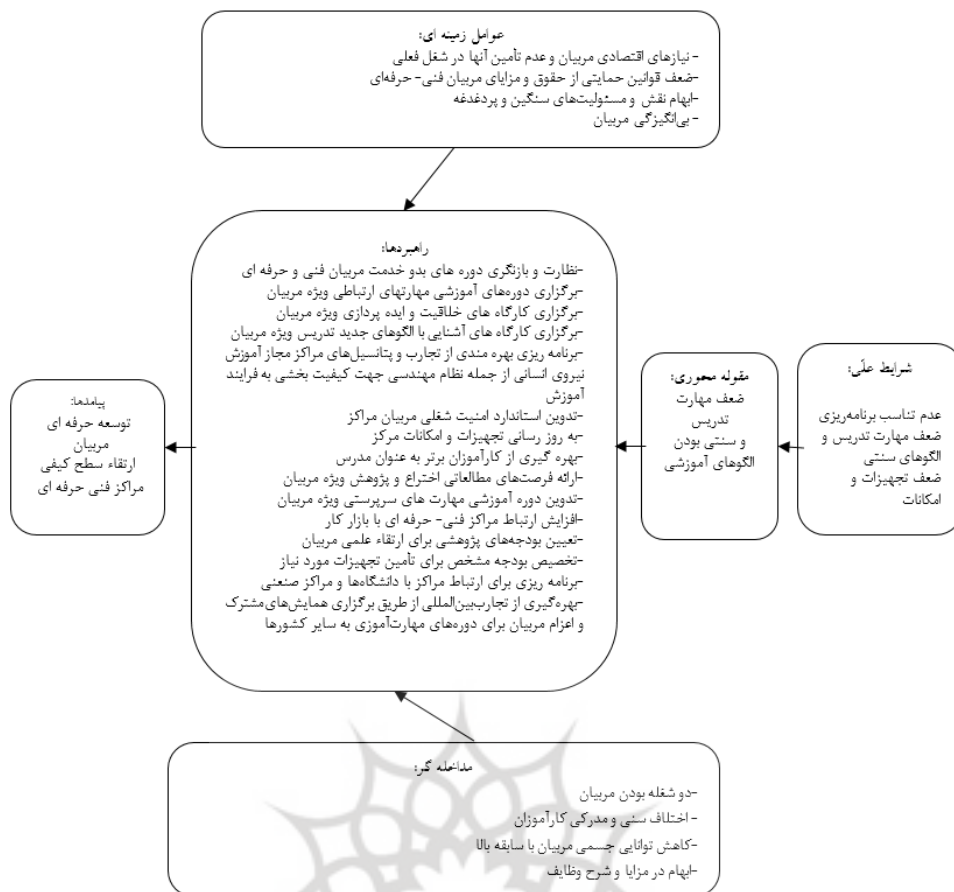 عوامل زمینه ای:
- نیازهای اقتصادی مربیان و عدم تأمین آنها در شغل فعلی
-ضعف قوانین حمایتی از حقوق و مزایای مربیان فنی- حرفه‌ای
-ابهام نقش و مسئولیت‌های سنگین و پردغدغه
- بی‌انگیزگی مربیان
شرایط علّی:
عدم تناسب برنامه‌ریزی
ضعف مهارت تدریس و
الگوهای سنتی
ضعف تجهیزات و
امکانات
مقوله محوری:
ضعف مهارت
تدریس
و سنتی بودن
الگوهای آموزشی
راهبردها:
-نظارت و بازنگری دوره های بدو خدمت مربیان فنی و حرفه ای
-برگزاری دوره‌های آموزشی مهارتهای ارتباطی ویژه مربیان
-برگزاری کارگاه های خلاقیت و ایده پردازی ویژه مربیان
-برگزاری کارگاه های آشنایی با الگوهای جدید تدریس ویژه مربیان
-برنامه ریزی بهره مندی از تجارب و پتانسیل‌های مراکز مجاز آموزش
نیروی انسانی از جمله نظام مهندسی جهت کیفیت بخشی به فرایند
آموزش
-تدوین استاندارد امنیت شغلی مربیان مراکز
-به روز رسانی تجهیزات و امکانات مرکز
-بهره گیری از کارآموزان برتر به عنوان مدرس
-ارائه فرصت‌های مطالعاتی اختراع و پژوهش ویژه مربیان
-تدوین دوره آموزشی مهارت های سرپرستی ویژه مربیان
-افزایش ارتباط مراکز فنی- حرفه ای با بازار کار
-تعیین بودجه‌های پژوهشی برای ارتقاء علمی مربیان
-تخصیص بودجه مشخص برای تأمین تجهیزات مورد نیاز
-برنامه ریزی برای ارتباط مراکز با دانشگاه‌ها و مراکز صنعتی
-بهره‌گیری از تجارب‌بین‌المللی از طریق برگزاری همایش‌های‌مشترک
و اعزام مربیان برای دوره‌های مهارت‌آموزی به سایر کشورها
پیامدها:
توسعه حرفه ای
مربیان
ارتقاء سطح کیفی
مراکز فنی حرفه ای
مداخله گر:
-دو شغله بودن مربیان
- اختلاف سنی و مدرکی کارآموزان
-کاهش توانایی جسمی مربیان با سابقه بالا
-ابهام در مزایا و شرح وظایف